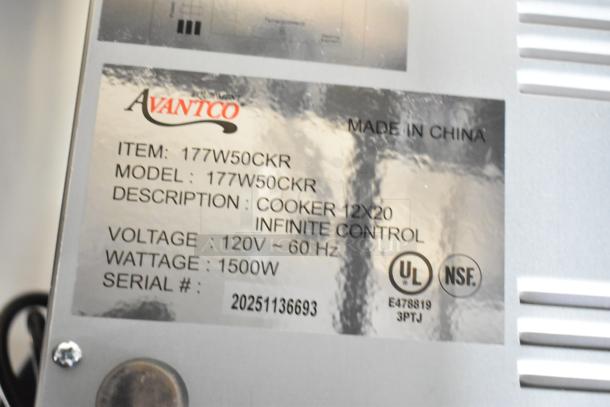 AVANTCO
MADE IN CHINA
ITEM: 177W50CKR
MODEL : 177W50CKR
DESCRIPTION : COOKER 12X20
INFINITE CONTROL
VOLTAGE : 120V ~ 60 Hz
WATTAGE : 1500W
SERIAL # :
20251136693
UL
NSF.
E478819
3PTJ